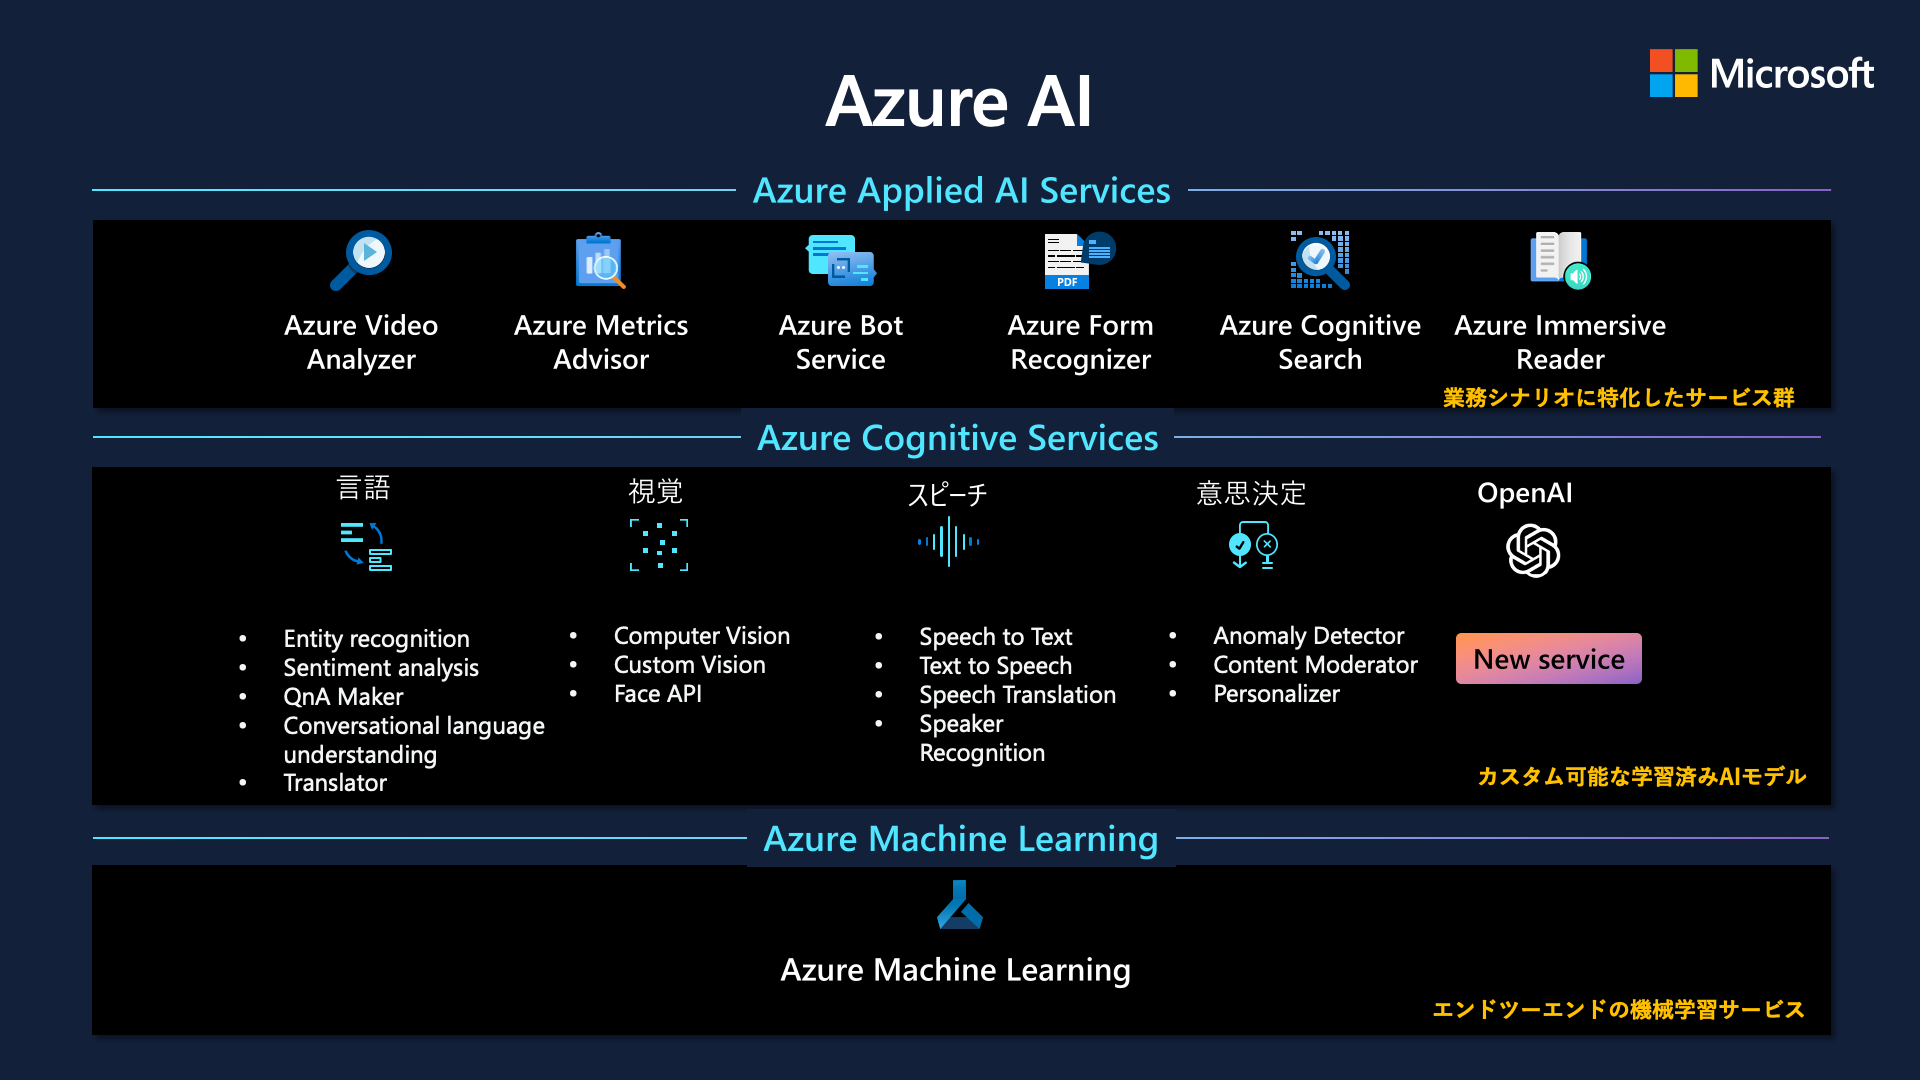 Microsoft
Azure AI
Azure Applied AI Services
Azure Video
Analyzer
Azure Metrics
Advisor
Azure Bot
Service
PDF
Azure Form
Recognizer
Azure Cognitive
Search
Azure Immersive
Reader
業務シナリオに特化したサービス群
Azure Cognitive Services
言語
• Entity recognition
• Sentiment analysis
• QnA Maker
• Conversational language
understanding
• Translator
視覚
• Computer Vision
• Custom Vision
• Face API
スピーチ
• Speech to Text
• Text to Speech
• Speech Translation
• Speaker
Recognition
意思決定
• Anomaly Detector
• Content Moderator
• Personalizer
OpenAI
New service
カスタム可能な学習済みAIモデル
Azure Machine Learning
Azure Machine Learning
エンドツーエンドの機械学習サービス